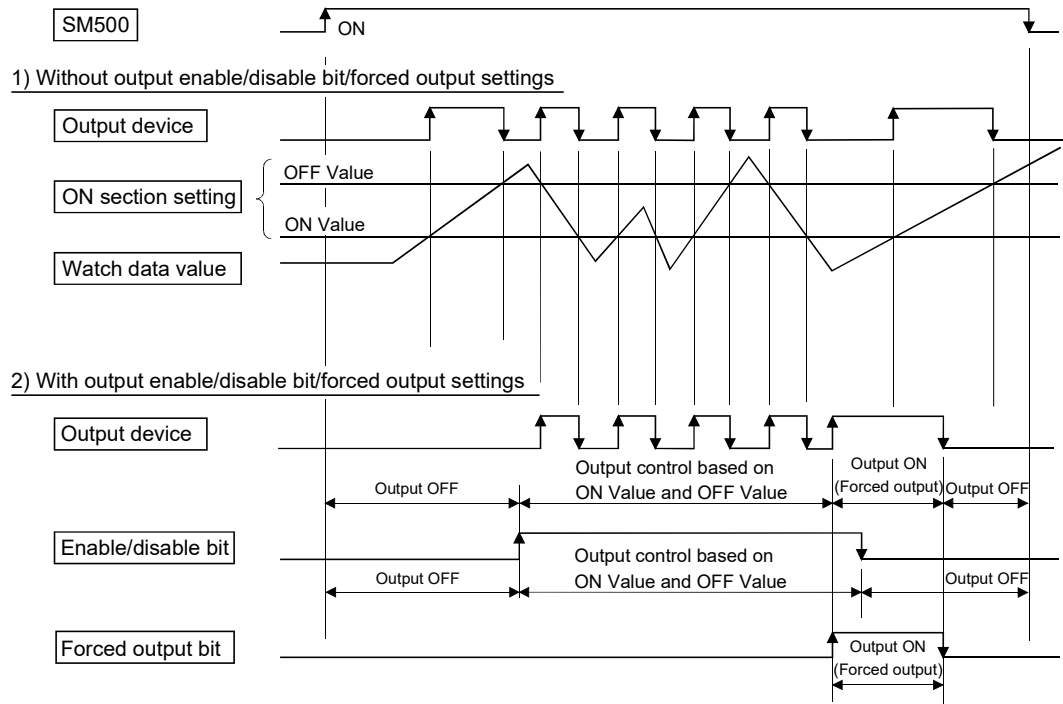 SM500
ON
1) Without output enable/disable bit/forced output settings
Output device
OFF Value
ON section setting
ON Value
Watch data value
2) With output enable/disable bit/forced output settings
Output device
Output OFF
Output control based on
ON Value and OFF Value
Output ON
(Forced output)
Output OFF
Enable/disable bit
Output OFF
Output control based on
ON Value and OFF Value
Output OFF
Forced output bit
Output ON
(Forced output)